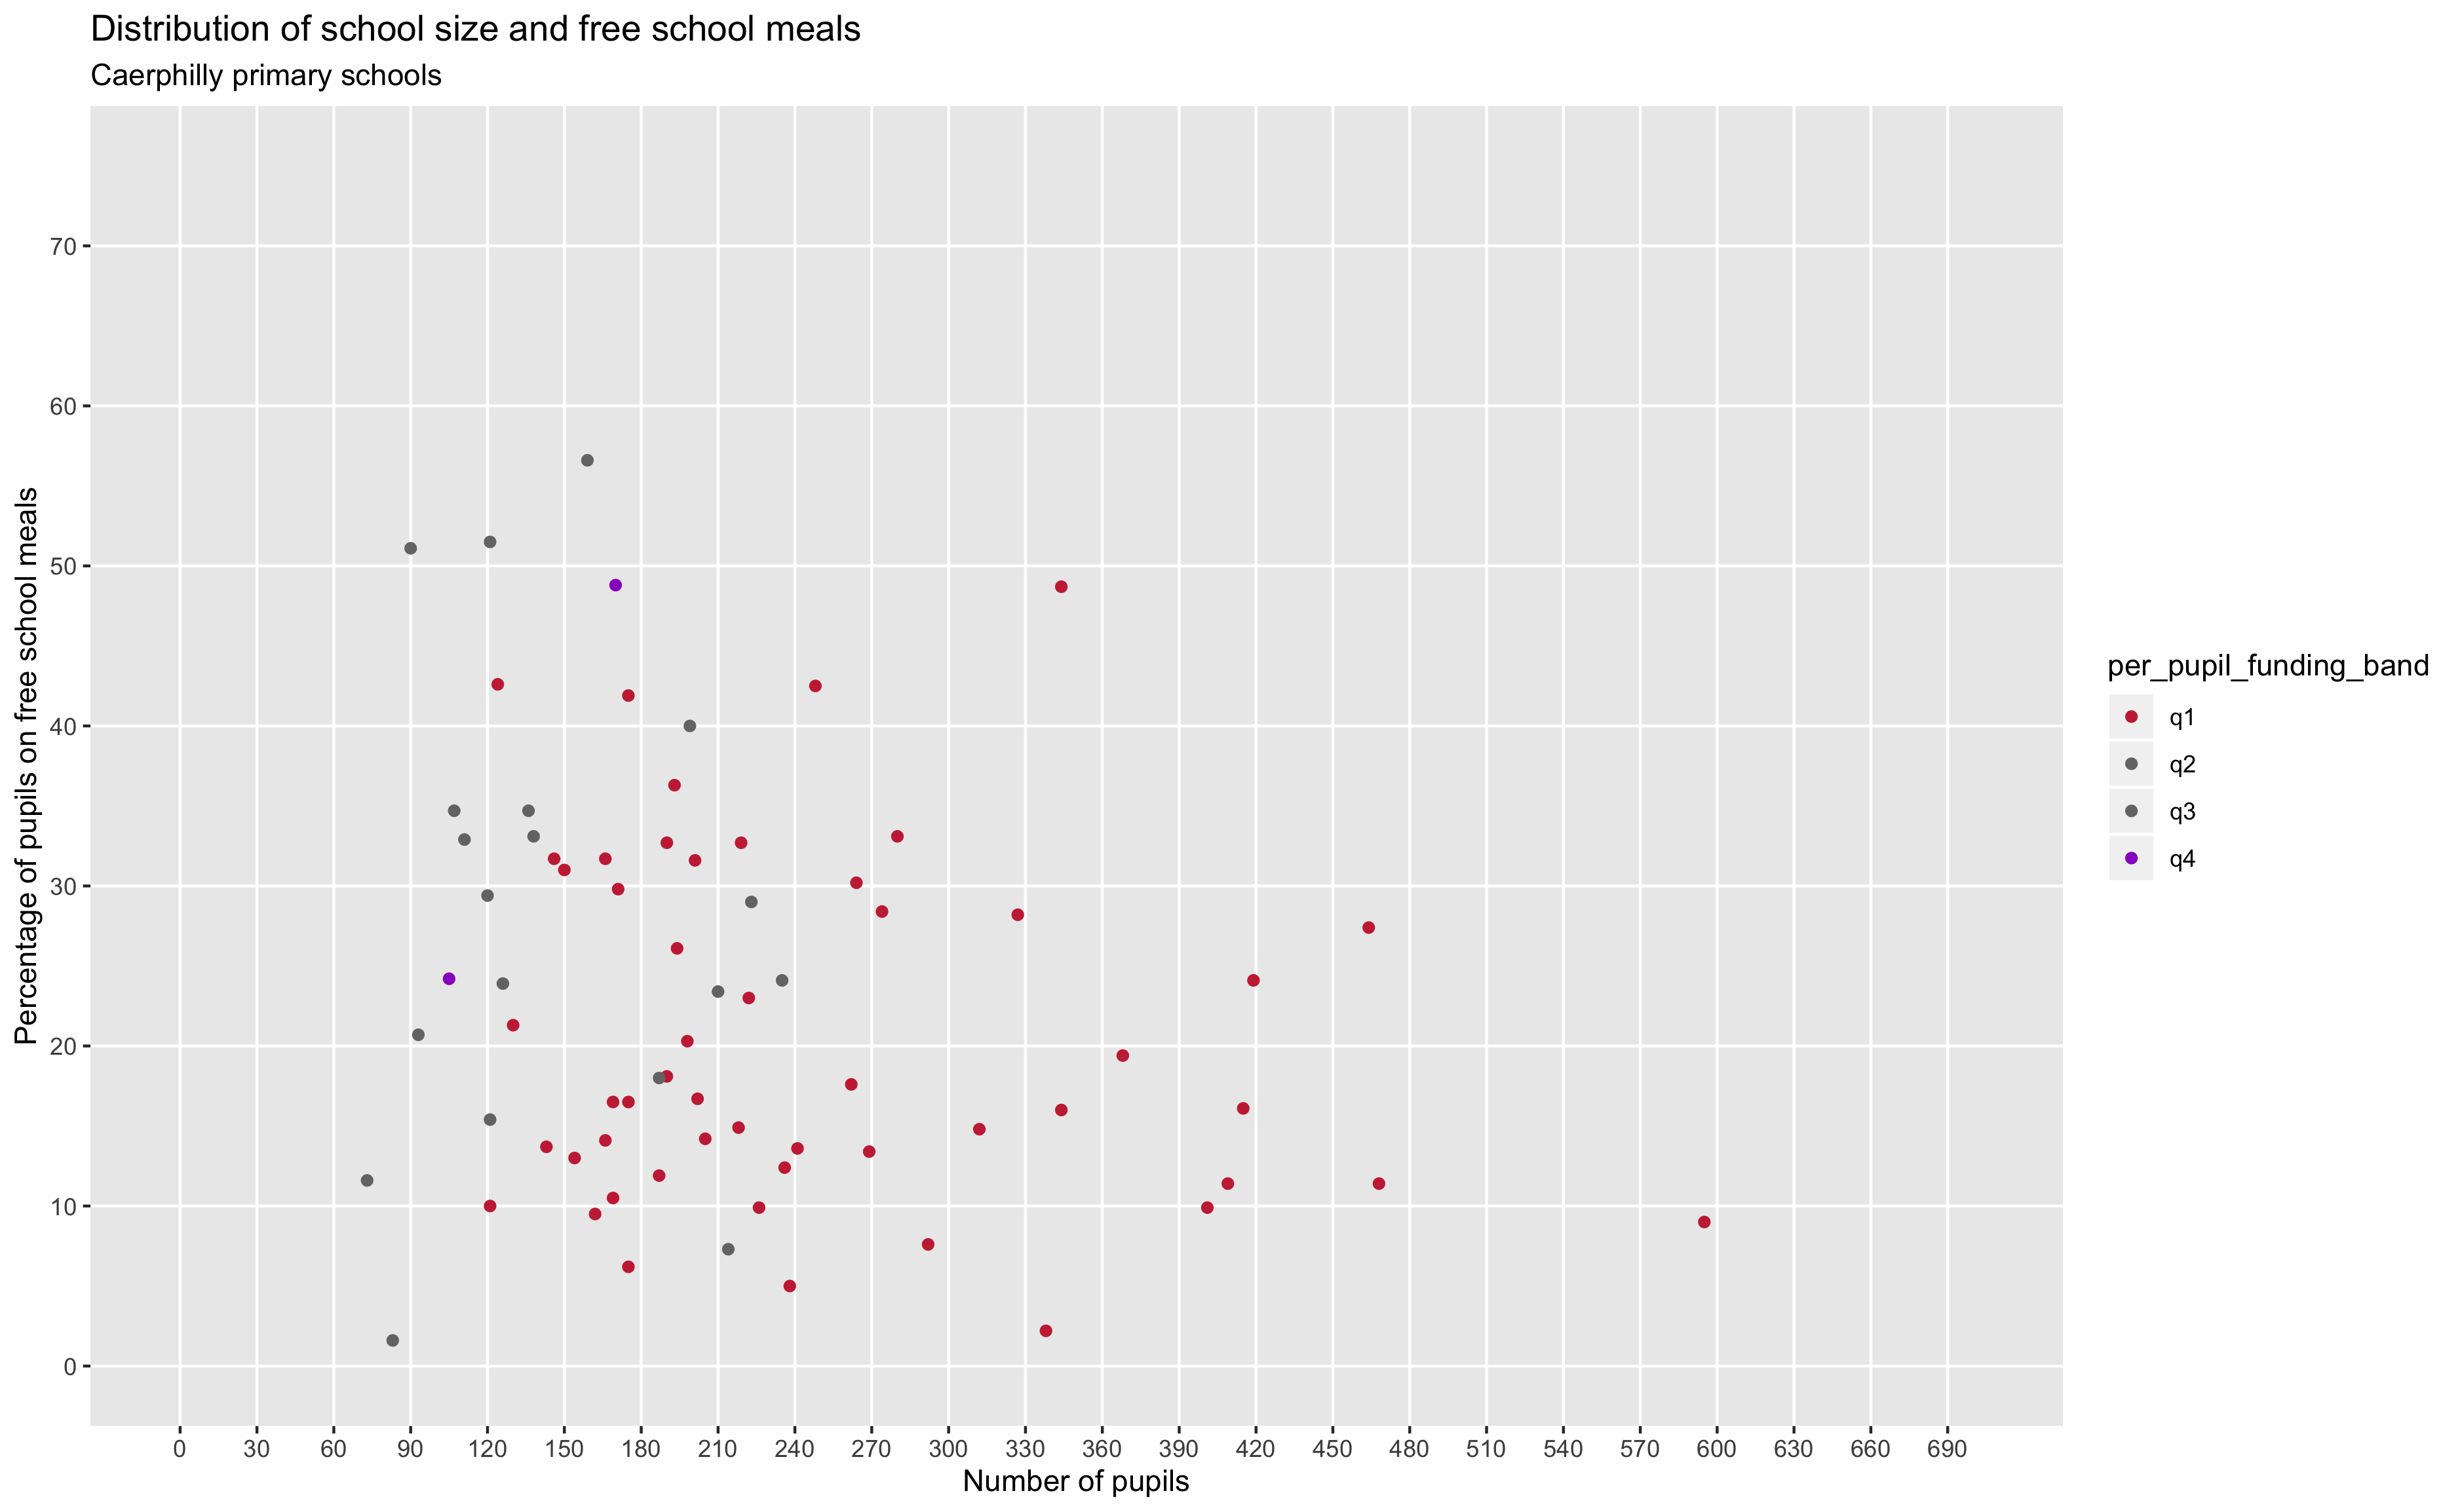 Distribution of school size and free school meals
Caerphilly primary schools
Percentage of pupils on free school meals
70
60
50
40
30
20
10
0
0 30 60 90 120 150 180 210 240 270 300 330 360 390 420 450 480 510 540 570 600 630 660 690
Number of pupils
per_pupil_funding_band
q1
q2
q3
q4